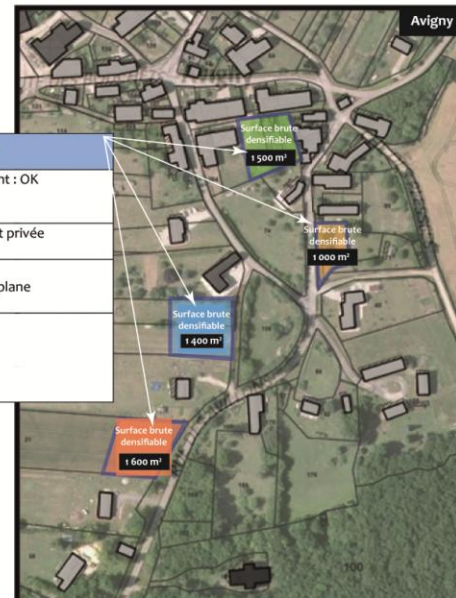 Avigny
nt : OK
t privée
plane
Surface brute
densifiable
1 500 m²
Surface brute
densifiable
1 000 m²
Surface brute
densifiable
1 400 m²
Surface brute
densifiable
1 600 m²
100